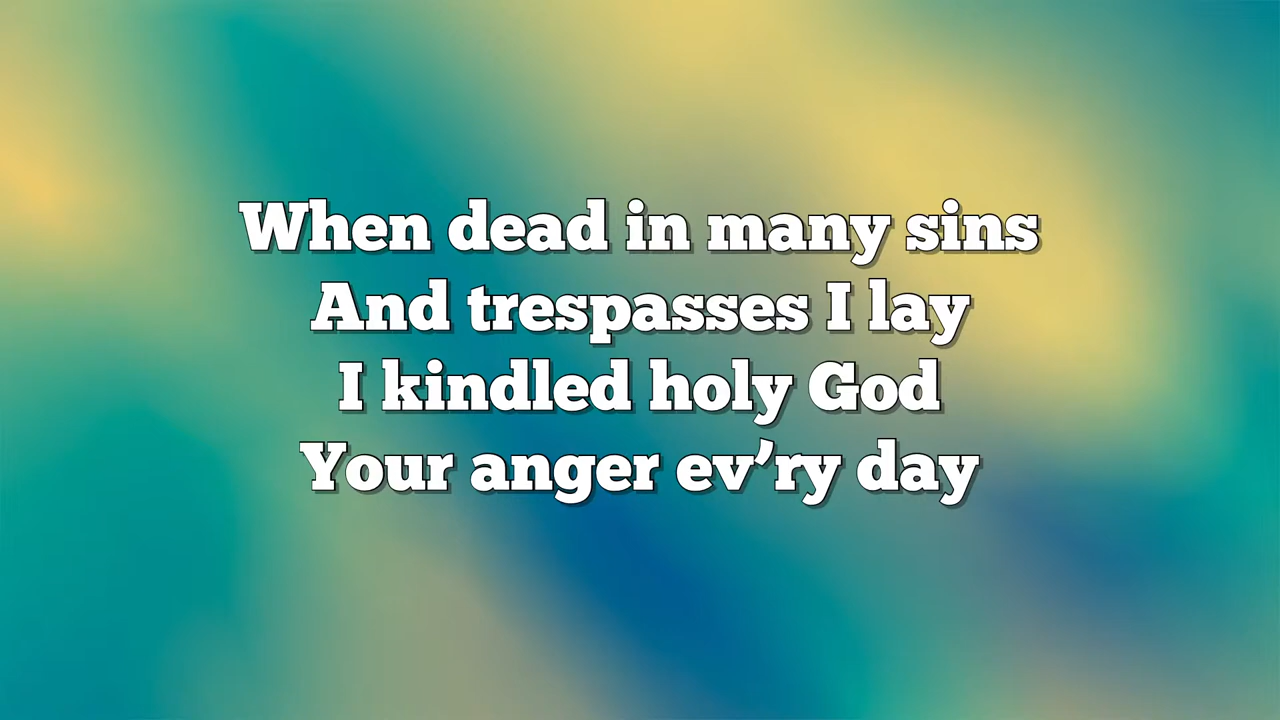 When dead in many sins
And trespasses I lay
I kindled holy God
Your anger ev’ry day